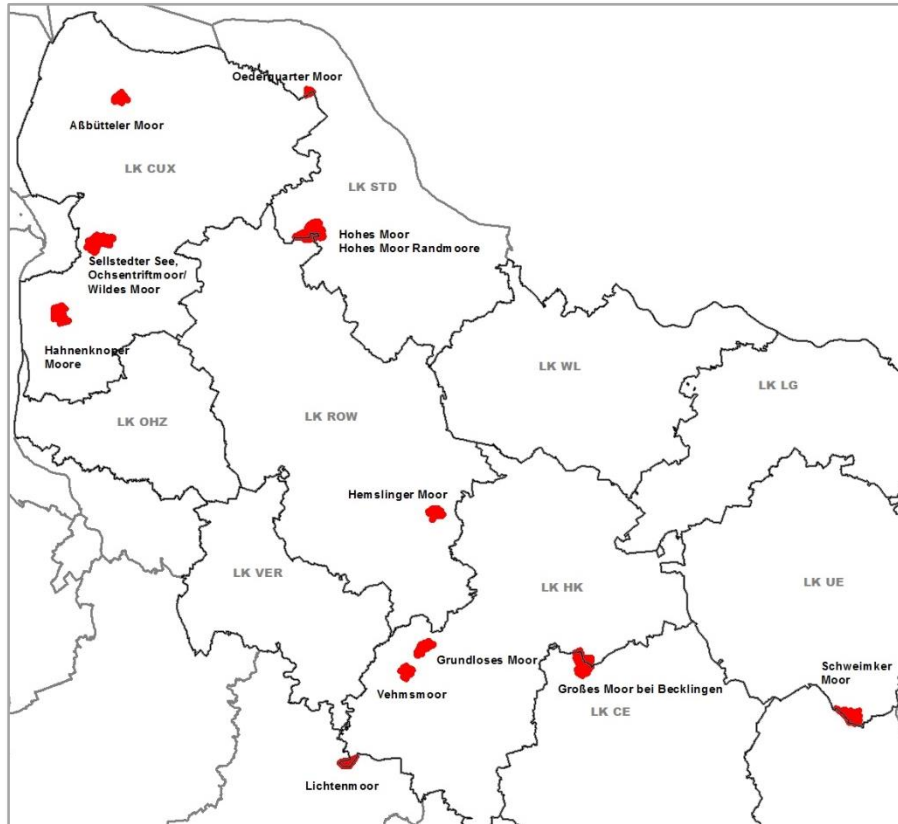 Oederquarter Moor
Aßbütteler Moor
LK CUX
LK STD
Hohes Moor
Hohes Moor Randmoore
Sellstedter See,
Ochsentriftmoor/
Wildes Moor
Hahnenknoper
Moore
LK WL
LK LG
LK OHZ
LK ROW
Hemslinger Moor
LK VER
LK HK
LK UE
Grundloses Moor
Vehmsmoor
Großes Moor bei Becklingen
Schweimker
Moor
LK CE
Lichtenmoor